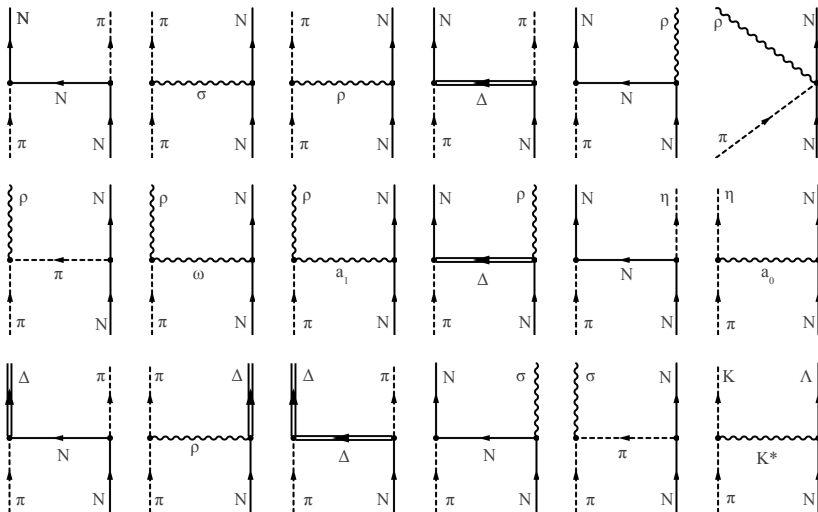 N π π N π N N π N ρ ρ N
N σ ρ Δ N
π N π N π N π N π N π N
ρ N ρ N ρ N N ρ N η η N
π ω a₁ Δ N a₀
π N π N π N π N π N π N
Δ π π Δ Δ π N σ σ N K Λ
N ρ Δ N π K*
π N π N π N π N π N π N